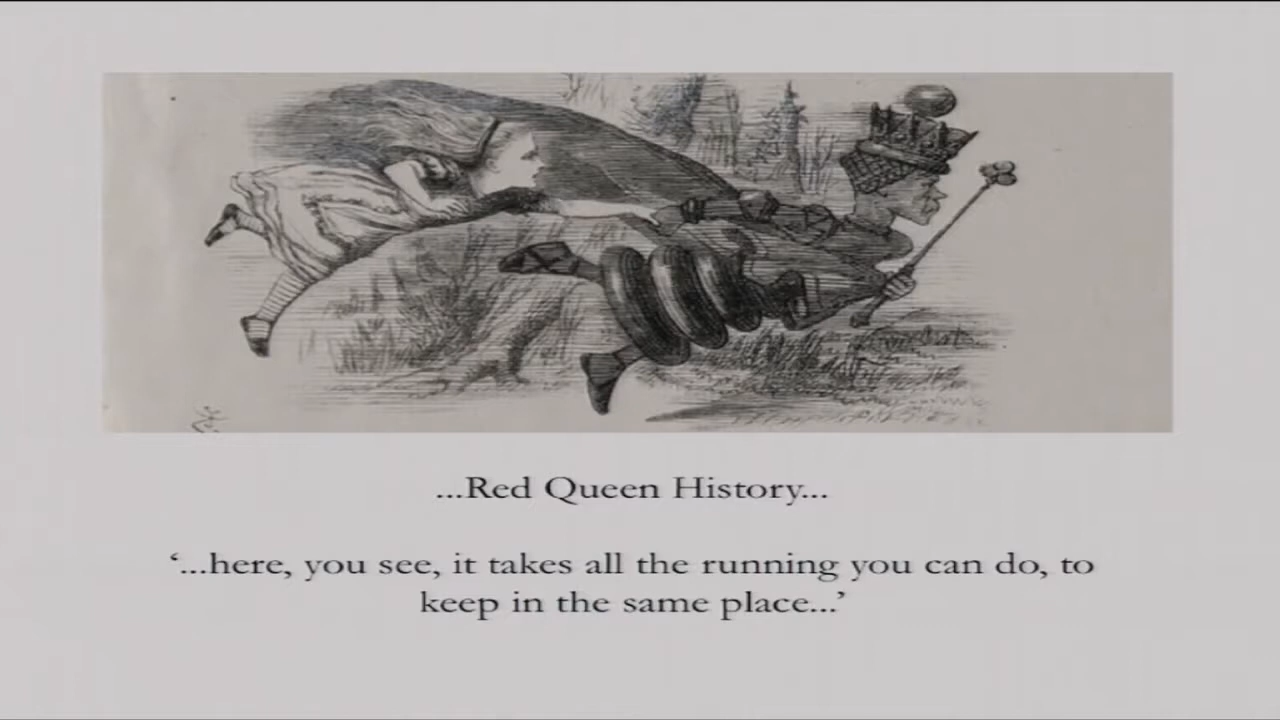 ...Red Queen History...
‘...here, you see, it takes all the running you can do, to
keep in the same place...’